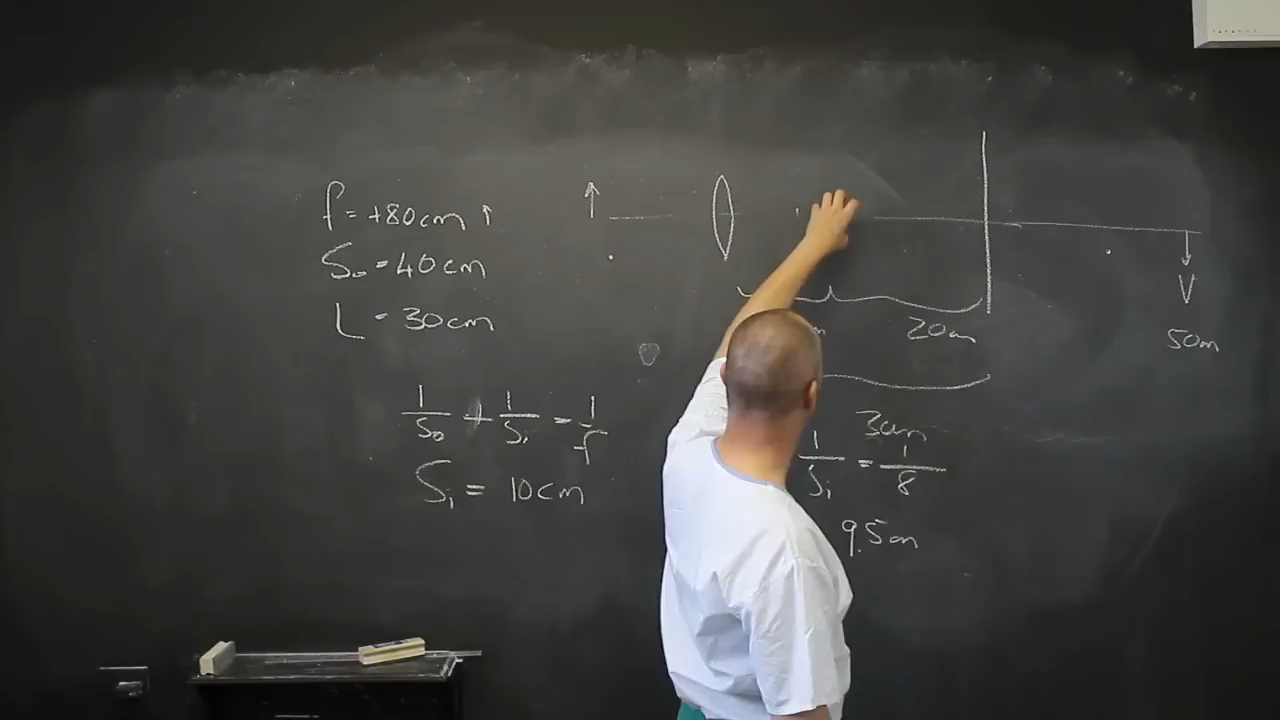 f = +80cm
S₀ = 40cm
L = 30cm
1/S₀ + 1/Sᵢ = 1/f
Sᵢ = 10cm
20cm
50m
30cm
1/Sᵢ = 1/8
9.5cm